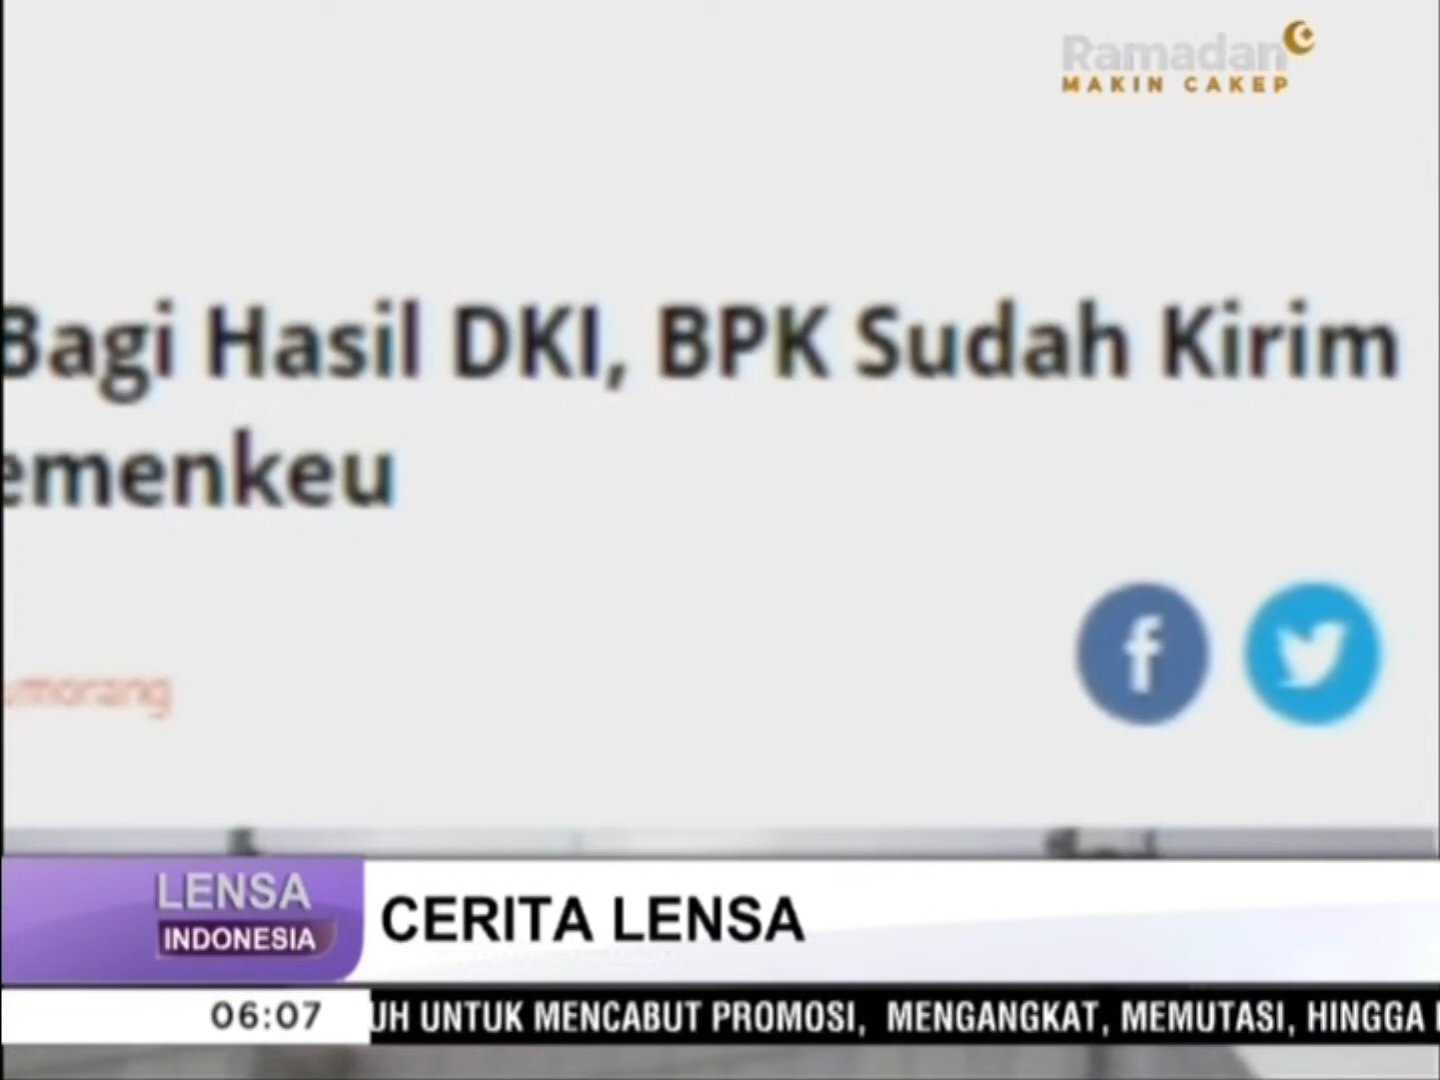 Ramadan
MAKIN CAKEP
Bagi Hasil DKI, BPK Sudah Kirim
emenkeu
morang
LENSA
INDONESIA
CERITA LENSA
06:07
UH UNTUK MENCABUT PROMOSI, MENGANGKAT, MEMUTASI, HINGGA